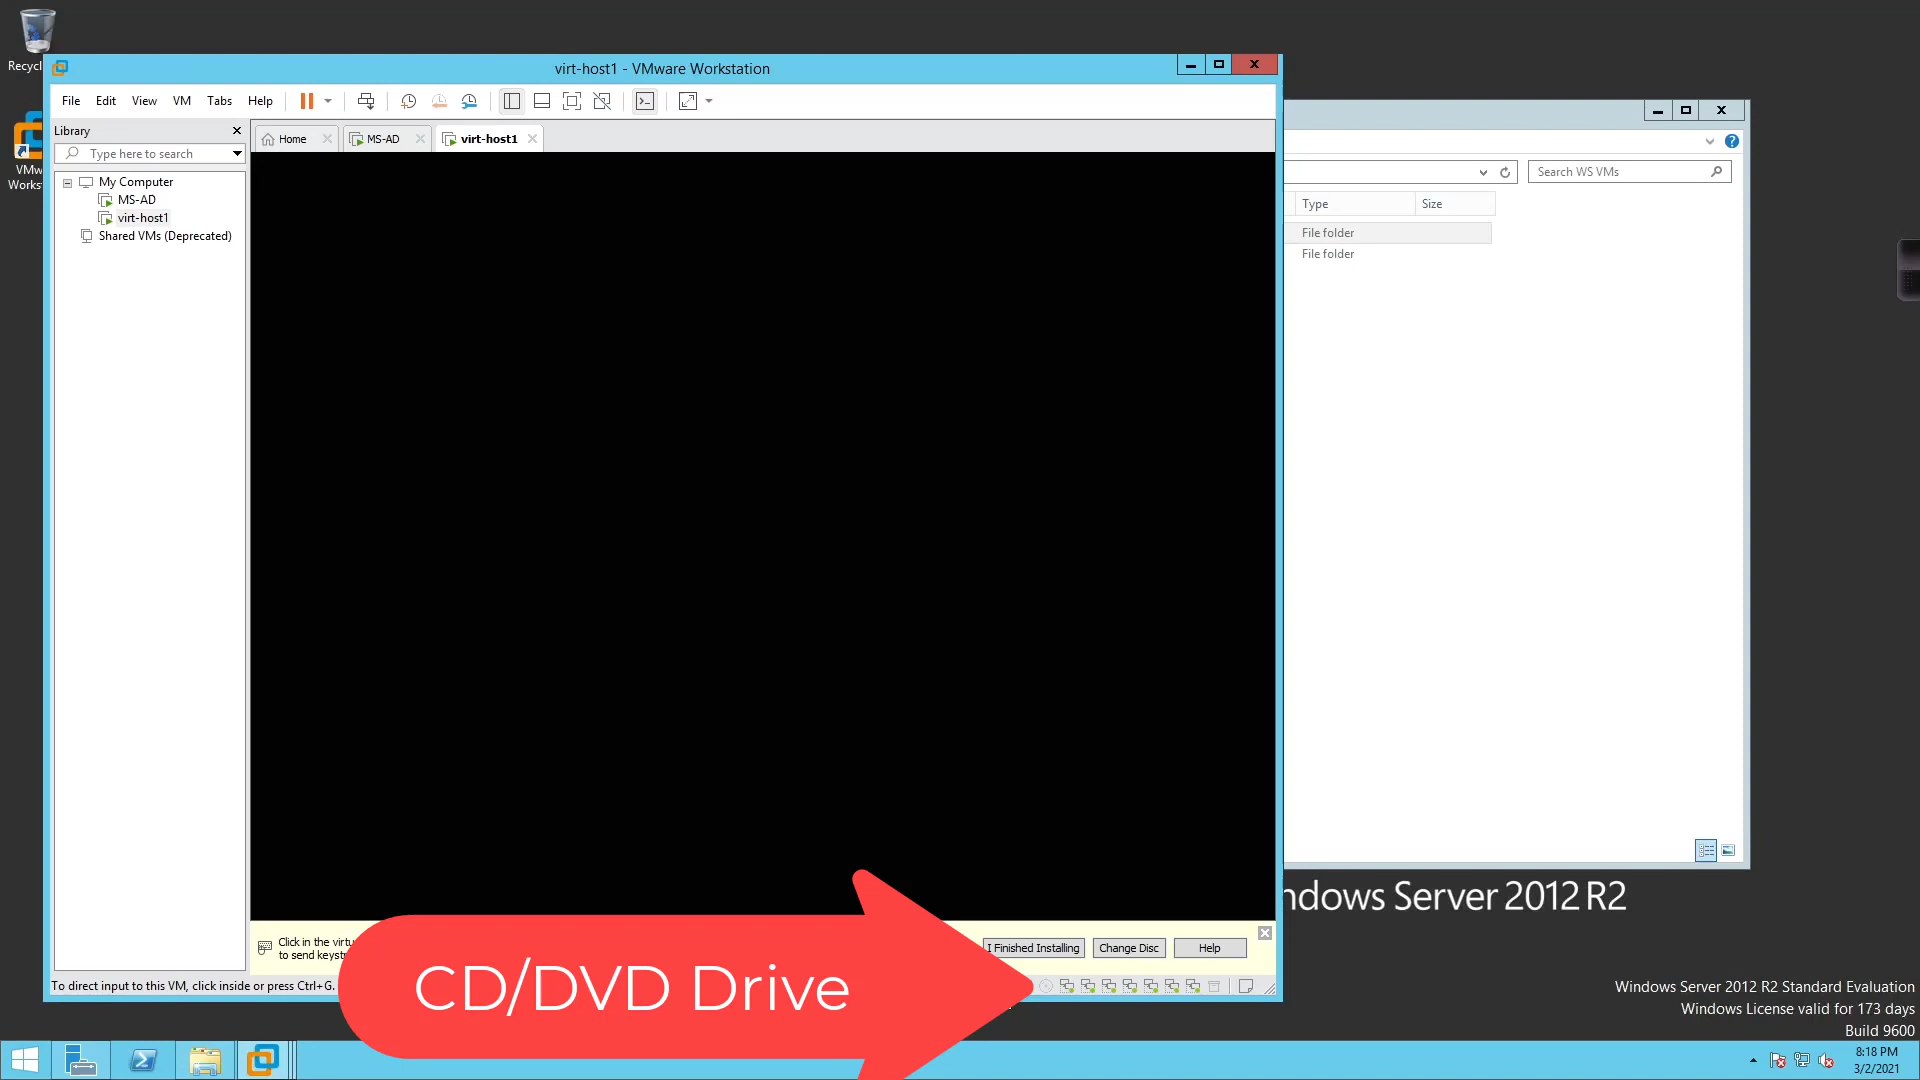 Recycl
virt-host1 - VMware Workstation
File Edit View VM Tabs Help
Library
Type here to search
Home
MS-AD
virt-host1
My Computer
MS-AD
virt-host1
Shared VMs (Deprecated)
VMw
Works
Search WS VMs
Type Size
File folder
File folder
ndows Server 2012 R2
Click in the virtu
to send keystr
I Finished Installing
Change Disc
Help
To direct input to this VM, click inside or press Ctrl+G.
CD/DVD Drive
Windows Server 2012 R2 Standard Evaluation
Windows License valid for 173 days
Build 9600
8:18 PM
3/2/2021